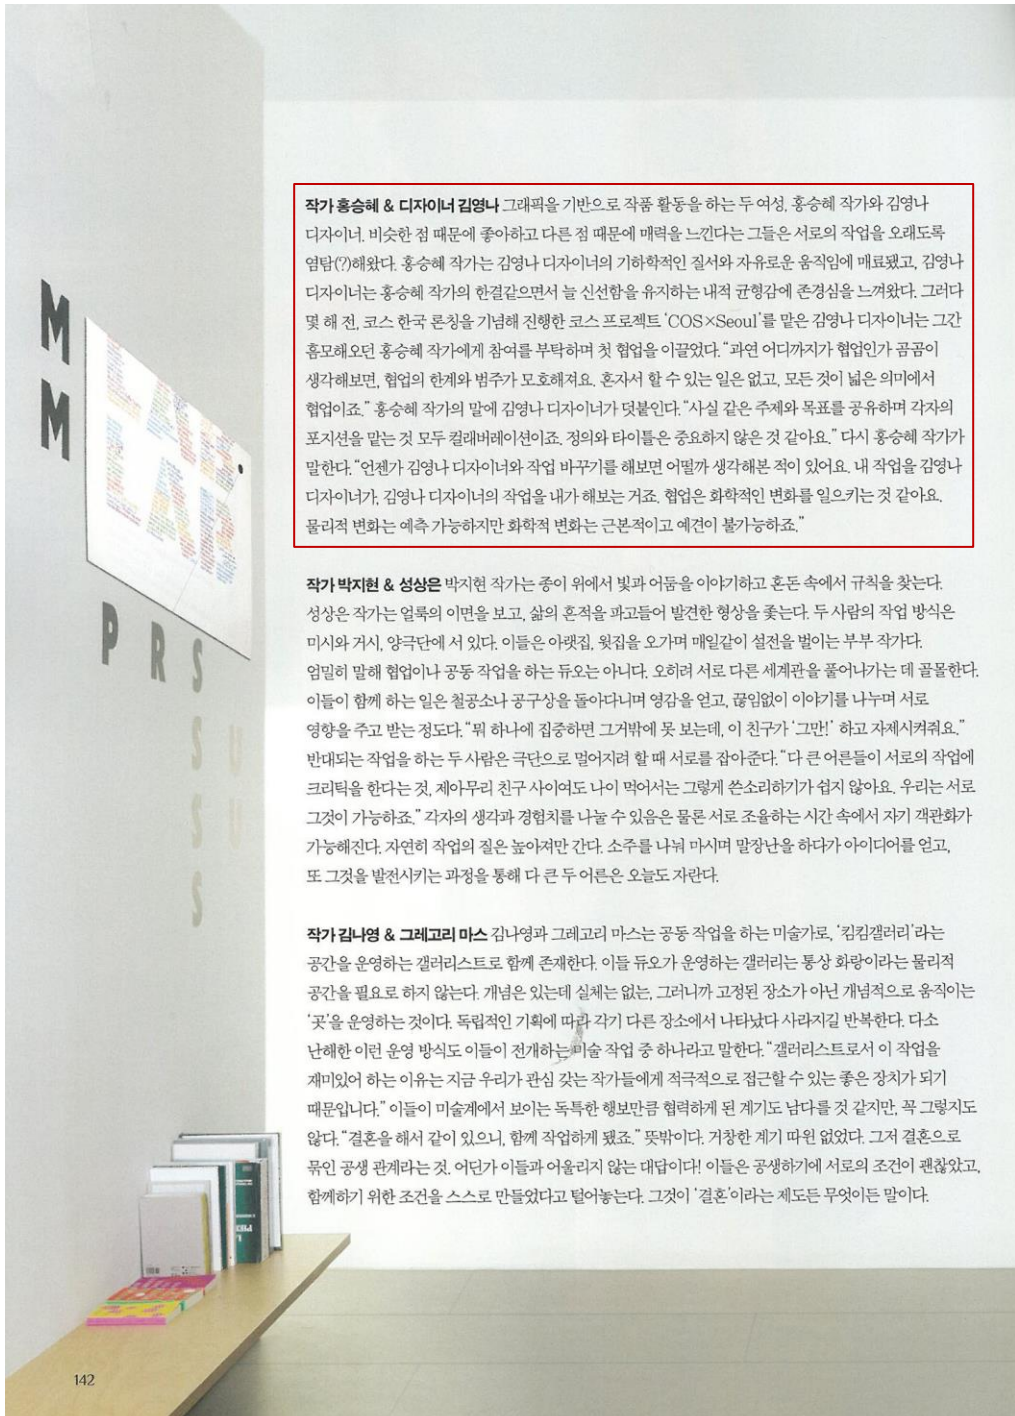 작가 홍승혜 & 디자이너 김영나 그래픽을 기반으로 작품 활동을 하는 두 여성, 홍승혜 작가와 김영나
디자이너. 비슷한 점 때문에 좋아하고 다른 점 때문에 매력을 느낀다는 그들은 서로의 작업을 오래도록
염탐(?)해왔다. 홍승혜 작가는 김영나 디자이너의 기하학적인 질서와 자유로운 움직임에 매료됐고, 김영나
디자이너는 홍승혜 작가의 한결같으면서 늘 신선함을 유지하는 내적 균형감에 존경심을 느껴왔다. 그러다
몇 해 전, 코스 한국 론칭을 기념해 진행한 코스 프로젝트 ‘COS×Seoul’를 맡은 김영나 디자이너는 그간
흠모해오던 홍승혜 작가에게 참여를 부탁하며 첫 협업을 이끌었다. “과연 어디까지가 협업인가 곰곰이
생각해보면, 협업의 한계와 범주가 모호해져요. 혼자서 할 수 있는 일은 없고, 모든 것이 넓은 의미에서
협업이죠.” 홍승혜 작가의 말에 김영나 디자이너가 덧붙인다. “사실 같은 주제와 목표를 공유하며 각자의
포지션을 맡는 것 모두 컬래버레이션이죠. 정의와 타이틀은 중요하지 않은 것 같아요.” 다시 홍승혜 작가가
말한다. “언젠가 김영나 디자이너와 작업 바꾸기를 해보면 어떨까 생각해본 적이 있어요. 내 작업을 김영나
디자이너가, 김영나 디자이너의 작업을 내가 해보는 거죠. 협업은 화학적인 변화를 일으키는 것 같아요.
물리적 변화는 예측 가능하지만 화학적 변화는 근본적이고 예견이 불가능하죠.”
작가 박지현 & 성상은 박지현 작가는 종이 위에서 빛과 어둠을 이야기하고 혼돈 속에서 규칙을 찾는다.
성상은 작가는 얼룩의 이면을 보고, 삶의 흔적을 파고들어 발견한 형상을 좇는다. 두 사람의 작업 방식은
미시와 거시, 양극단에 서 있다. 이들은 아랫집, 윗집을 오가며 매일같이 설전을 벌이는 부부 작가다.
엄밀히 말해 협업이나 공동 작업을 하는 듀오는 아니다. 오히려 서로 다른 세계관을 풀어나가는 데 골몰한다.
이들이 함께 하는 일은 철공소나 공구상을 돌아다니며 영감을 얻고, 끊임없이 이야기를 나누며 서로
영향을 주고 받는 정도다. “뭐 하나에 집중하면 그거밖에 못 보는데, 이 친구가 ‘그만!’ 하고 자제시켜줘요.”
반대되는 작업을 하는 두 사람은 극단으로 멀어지려 할 때 서로를 잡아준다. “다 큰 어른들이 서로의 작업에
크리틱을 한다는 것, 제아무리 친구 사이여도 나이 먹어서는 그렇게 쓴소리하기가 쉽지 않아요. 우리는 서로
그것이 가능하죠.” 각자의 생각과 경험치를 나눌 수 있음은 물론 서로 조율하는 시간 속에서 자기 객관화가
가능해진다. 자연히 작업의 질은 높아져만 간다. 소주를 나눠 마시며 말장난을 하다가 아이디어를 얻고,
또 그것을 발전시키는 과정을 통해 다 큰 두 어른은 오늘도 자란다.
작가 김나영 & 그레고리 마스 김나영과 그레고리 마스는 공동 작업을 하는 미술가로, ‘킴킴갤러리’라는
공간을 운영하는 갤러리스트로 함께 존재한다. 이들 듀오가 운영하는 갤러리는 통상 화랑이라는 물리적
공간을 필요로 하지 않는다. 개념은 있는데 실체는 없는, 그러니까 고정된 장소가 아닌 개념적으로 움직이는
‘곳’을 운영하는 것이다. 독립적인 기획에 따라 각기 다른 장소에서 나타났다 사라지길 반복한다. 다소
난해한 이런 운영 방식도 이들이 전개하는 미술 작업 중 하나라고 말한다. “갤러리스트로서 이 작업을
재미있어 하는 이유는 지금 우리가 관심 갖는 작가들에게 적극적으로 접근할 수 있는 좋은 장치가 되기
때문입니다.” 이들이 미술계에서 보이는 독특한 행보만큼 협력하게 된 계기도 남다를 것 같지만, 꼭 그렇지도
않다. “결혼을 해서 같이 있으니, 함께 작업하게 됐죠.” 뜻밖이다. 거창한 계기 따윈 없었다. 그저 결혼으로
묶인 공생 관계라는 것. 어딘가 이들과 어울리지 않는 대답이다! 이들은 공생하기에 서로의 조건이 괜찮았고,
함께하기 위한 조건을 스스로 만들었다고 털어놓는다. 그것이 ‘결혼’이라는 제도든 무엇이든 말이다.
M
M
P R S
S U
S U
S
142